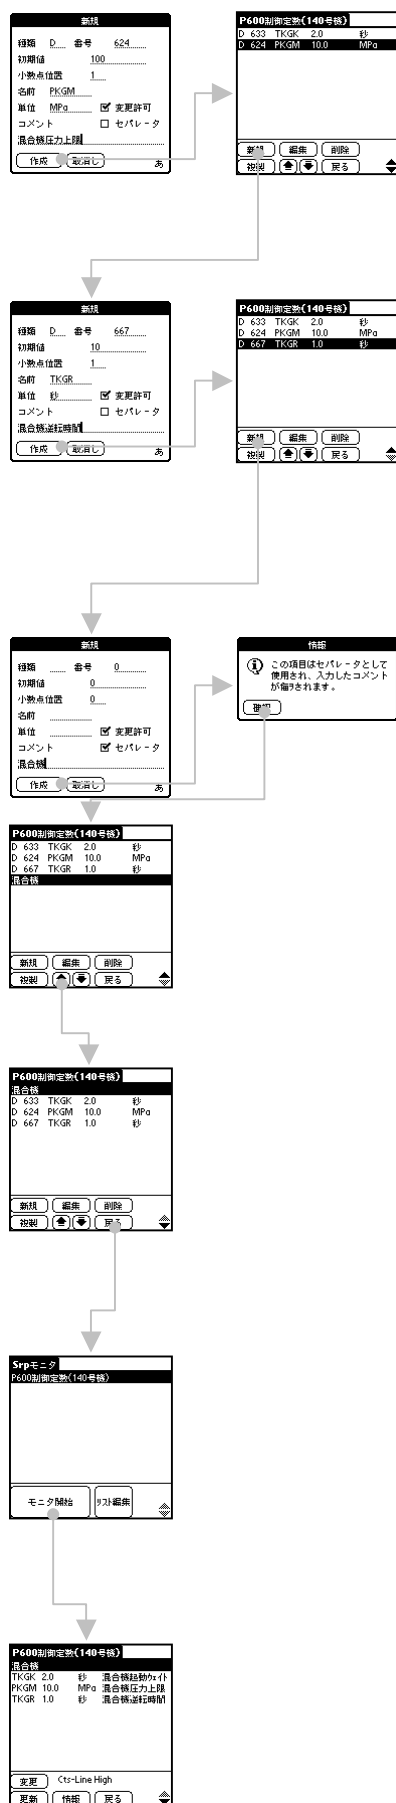 新規
種類 D 番号 624
初期値 100
小数点位置 1
名前 PKGM
単位 MPa 変更許可
コメント セパレータ
混合機圧力上限
作成 取消し あ
P600制御定数(140号機)
D 633 TKGK 2.0 秒
D 624 PKGM 10.0 MPa
新規 編集 削除
複製 戻る
新規
種類 D 番号 667
初期値 10
小数点位置 1
名前 TKGR
単位 秒 変更許可
コメント セパレータ
混合機逆転時間
作成 取消し あ
P600制御定数(140号機)
D 633 TKGK 2.0 秒
D 624 PKGM 10.0 MPa
D 667 TKGR 1.0 秒
新規 編集 削除
複製 戻る
新規
種類 番号 0
初期値 0
小数点位置 0
名前
単位 変更許可
コメント セパレータ
混合機
作成 取消し あ
情報
この項目はセパレータとして
使用され、入力したコメント
が飾られます。
確認
P600制御定数(140号機)
D 633 TKGK 2.0 秒
D 624 PKGM 10.0 MPa
D 667 TKGR 1.0 秒
混合機
新規 編集 削除
複製 戻る
P600制御定数(140号機)
混合機
D 633 TKGK 2.0 秒
D 624 PKGM 10.0 MPa
D 667 TKGR 1.0 秒
新規 編集 削除
複製 戻る
Srpモニタ
P600制御定数(140号機)
モニタ開始 リスト編集
P600制御定数(140号機)
混合機
TKGK 2.0 秒 混合機起動ウェイト
PKGM 10.0 MPa 混合機圧力上限
TKGR 1.0 秒 混合機逆転時間
変更 Cts-Line High
更新 情報 戻る